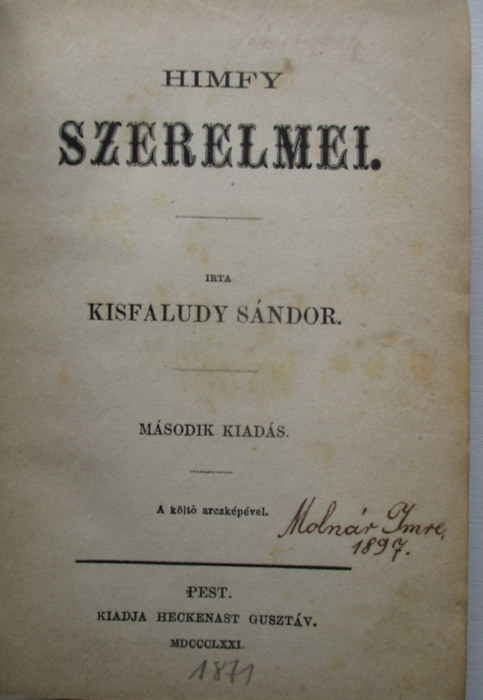 HIMFY
SZERELMEI.
IRTA
KISFALUDY SÁNDOR.
MÁSODIK KIADÁS.
A költő arczképével.
Molnár Imre,
1897.
PEST.
KIADJA HECKENAST GUSZTÁV.
MDCCCLXXI.
1871